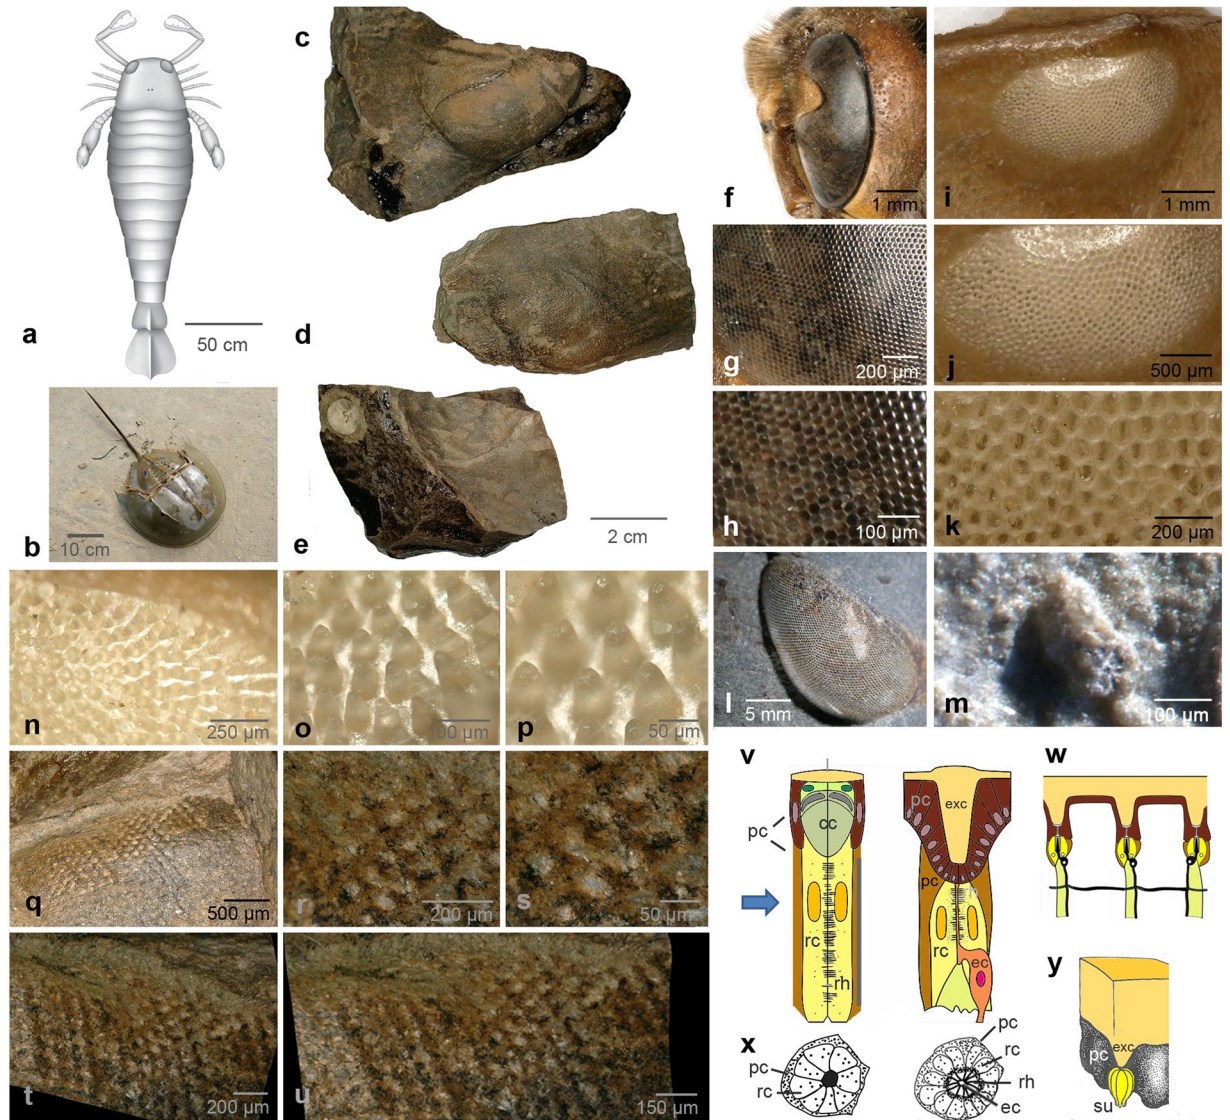 a
50 cm
b
10 cm
c
d
e
2 cm
f
1 mm
g
200 µm
h
100 µm
i
1 mm
j
500 µm
k
200 µm
l
5 mm
m
100 µm
n
250 µm
o
100 µm
p
50 µm
q
500 µm
r
200 µm
s
50 µm
t
200 µm
u
150 µm
v
pc
cc
rc
rh
pc
exc
pc
rh
rc
ec
w
x
pc
rc
pc
rc
rh
ec
y
pc
exc
su